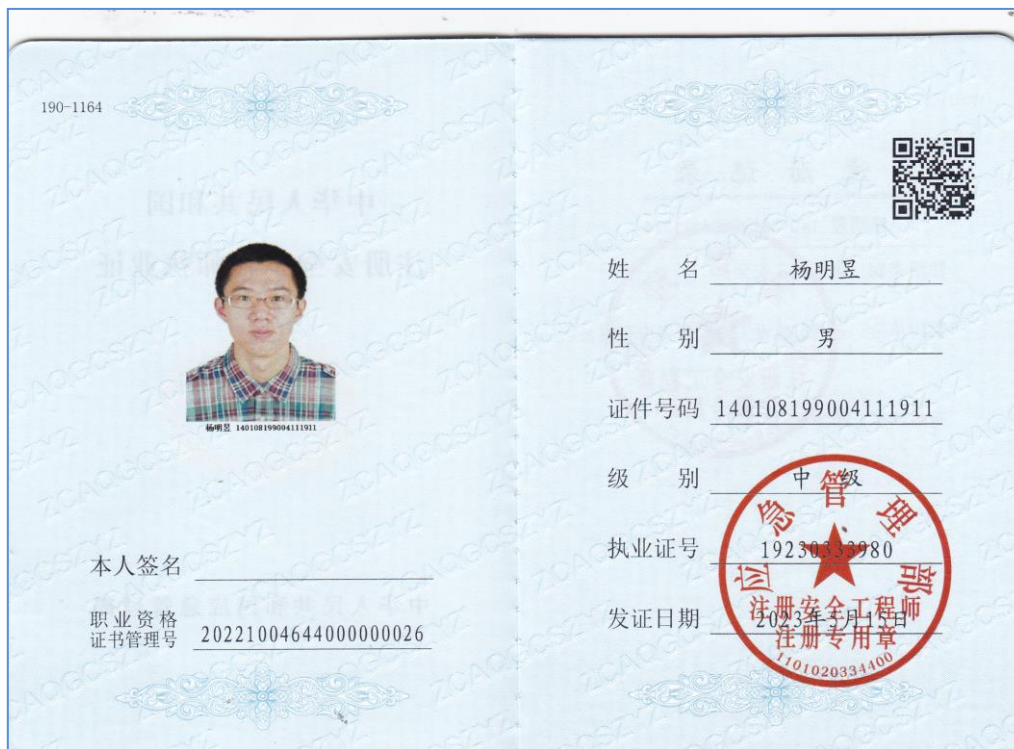 190-1164
杨明昱 140108199004111911
本人签名
职业资格
证书管理号 20221004644000000026
姓 名 杨明昱
性 别 男
证件号码 140108199004111911
级 别 中级
执业证号 19230333980
发证日期 2023年5月15日
应急管理部
注册安全工程师
注册专用章
1101020334400
ZCAQGCSZYZ